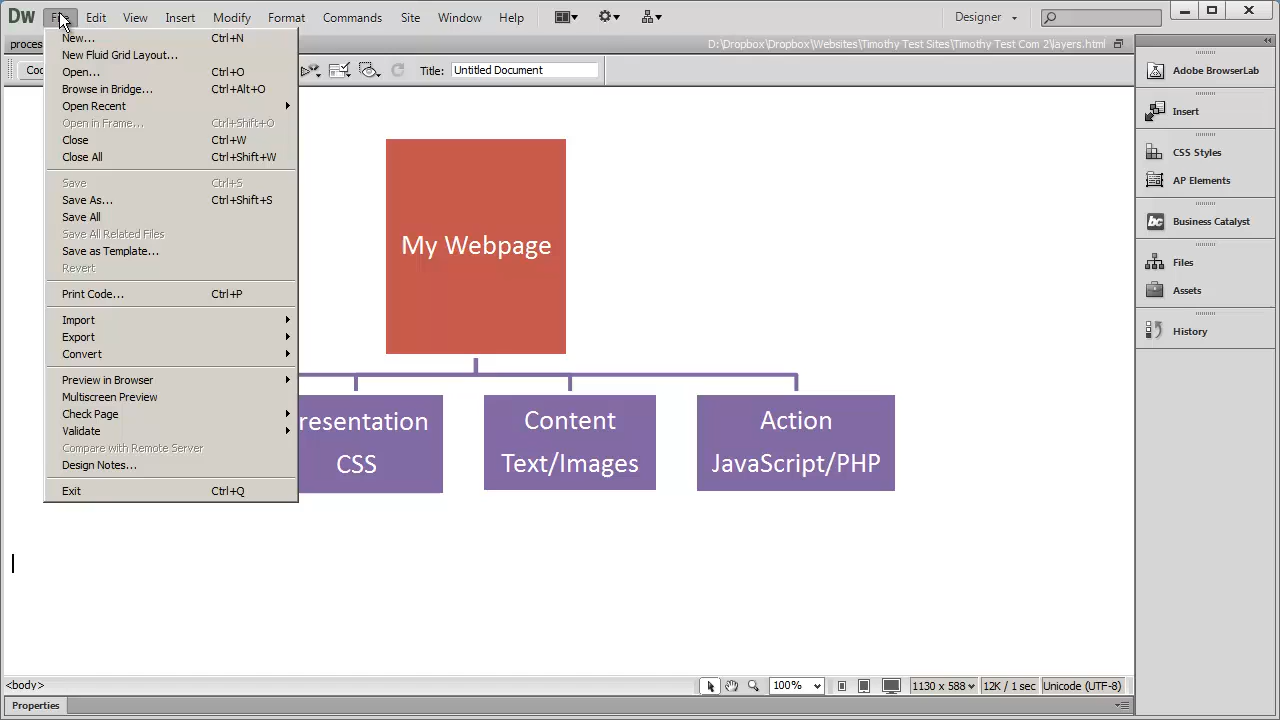 Dw Edit View Insert Modify Format Commands Site Window Help Designer
D:\Dropbox\Dropbox\Websites\Timothy Test Sites\Timothy Test Com 2\layers.html
Title: Untitled Document
New... Ctrl+N
New Fluid Grid Layout...
Open... Ctrl+O
Browse in Bridge... Ctrl+Alt+O
Open Recent
Open in Frame... Ctrl+Shift+O
Close Ctrl+W
Close All Ctrl+Shift+W
Save Ctrl+S
Save As... Ctrl+Shift+S
Save All
Save All Related Files
Save as Template...
Revert
Print Code... Ctrl+P
Import
Export
Convert
Preview in Browser
Multiscreen Preview
Check Page
Validate
Compare with Remote Server
Design Notes...
Exit Ctrl+Q
My Webpage
resentation
CSS
Content
Text/Images
Action
JavaScript/PHP
Adobe BrowserLab
Insert
CSS Styles
AP Elements
bc Business Catalyst
Files
Assets
History
<body> 100% 1130 x 588 12K / 1 sec Unicode (UTF-8)
Properties